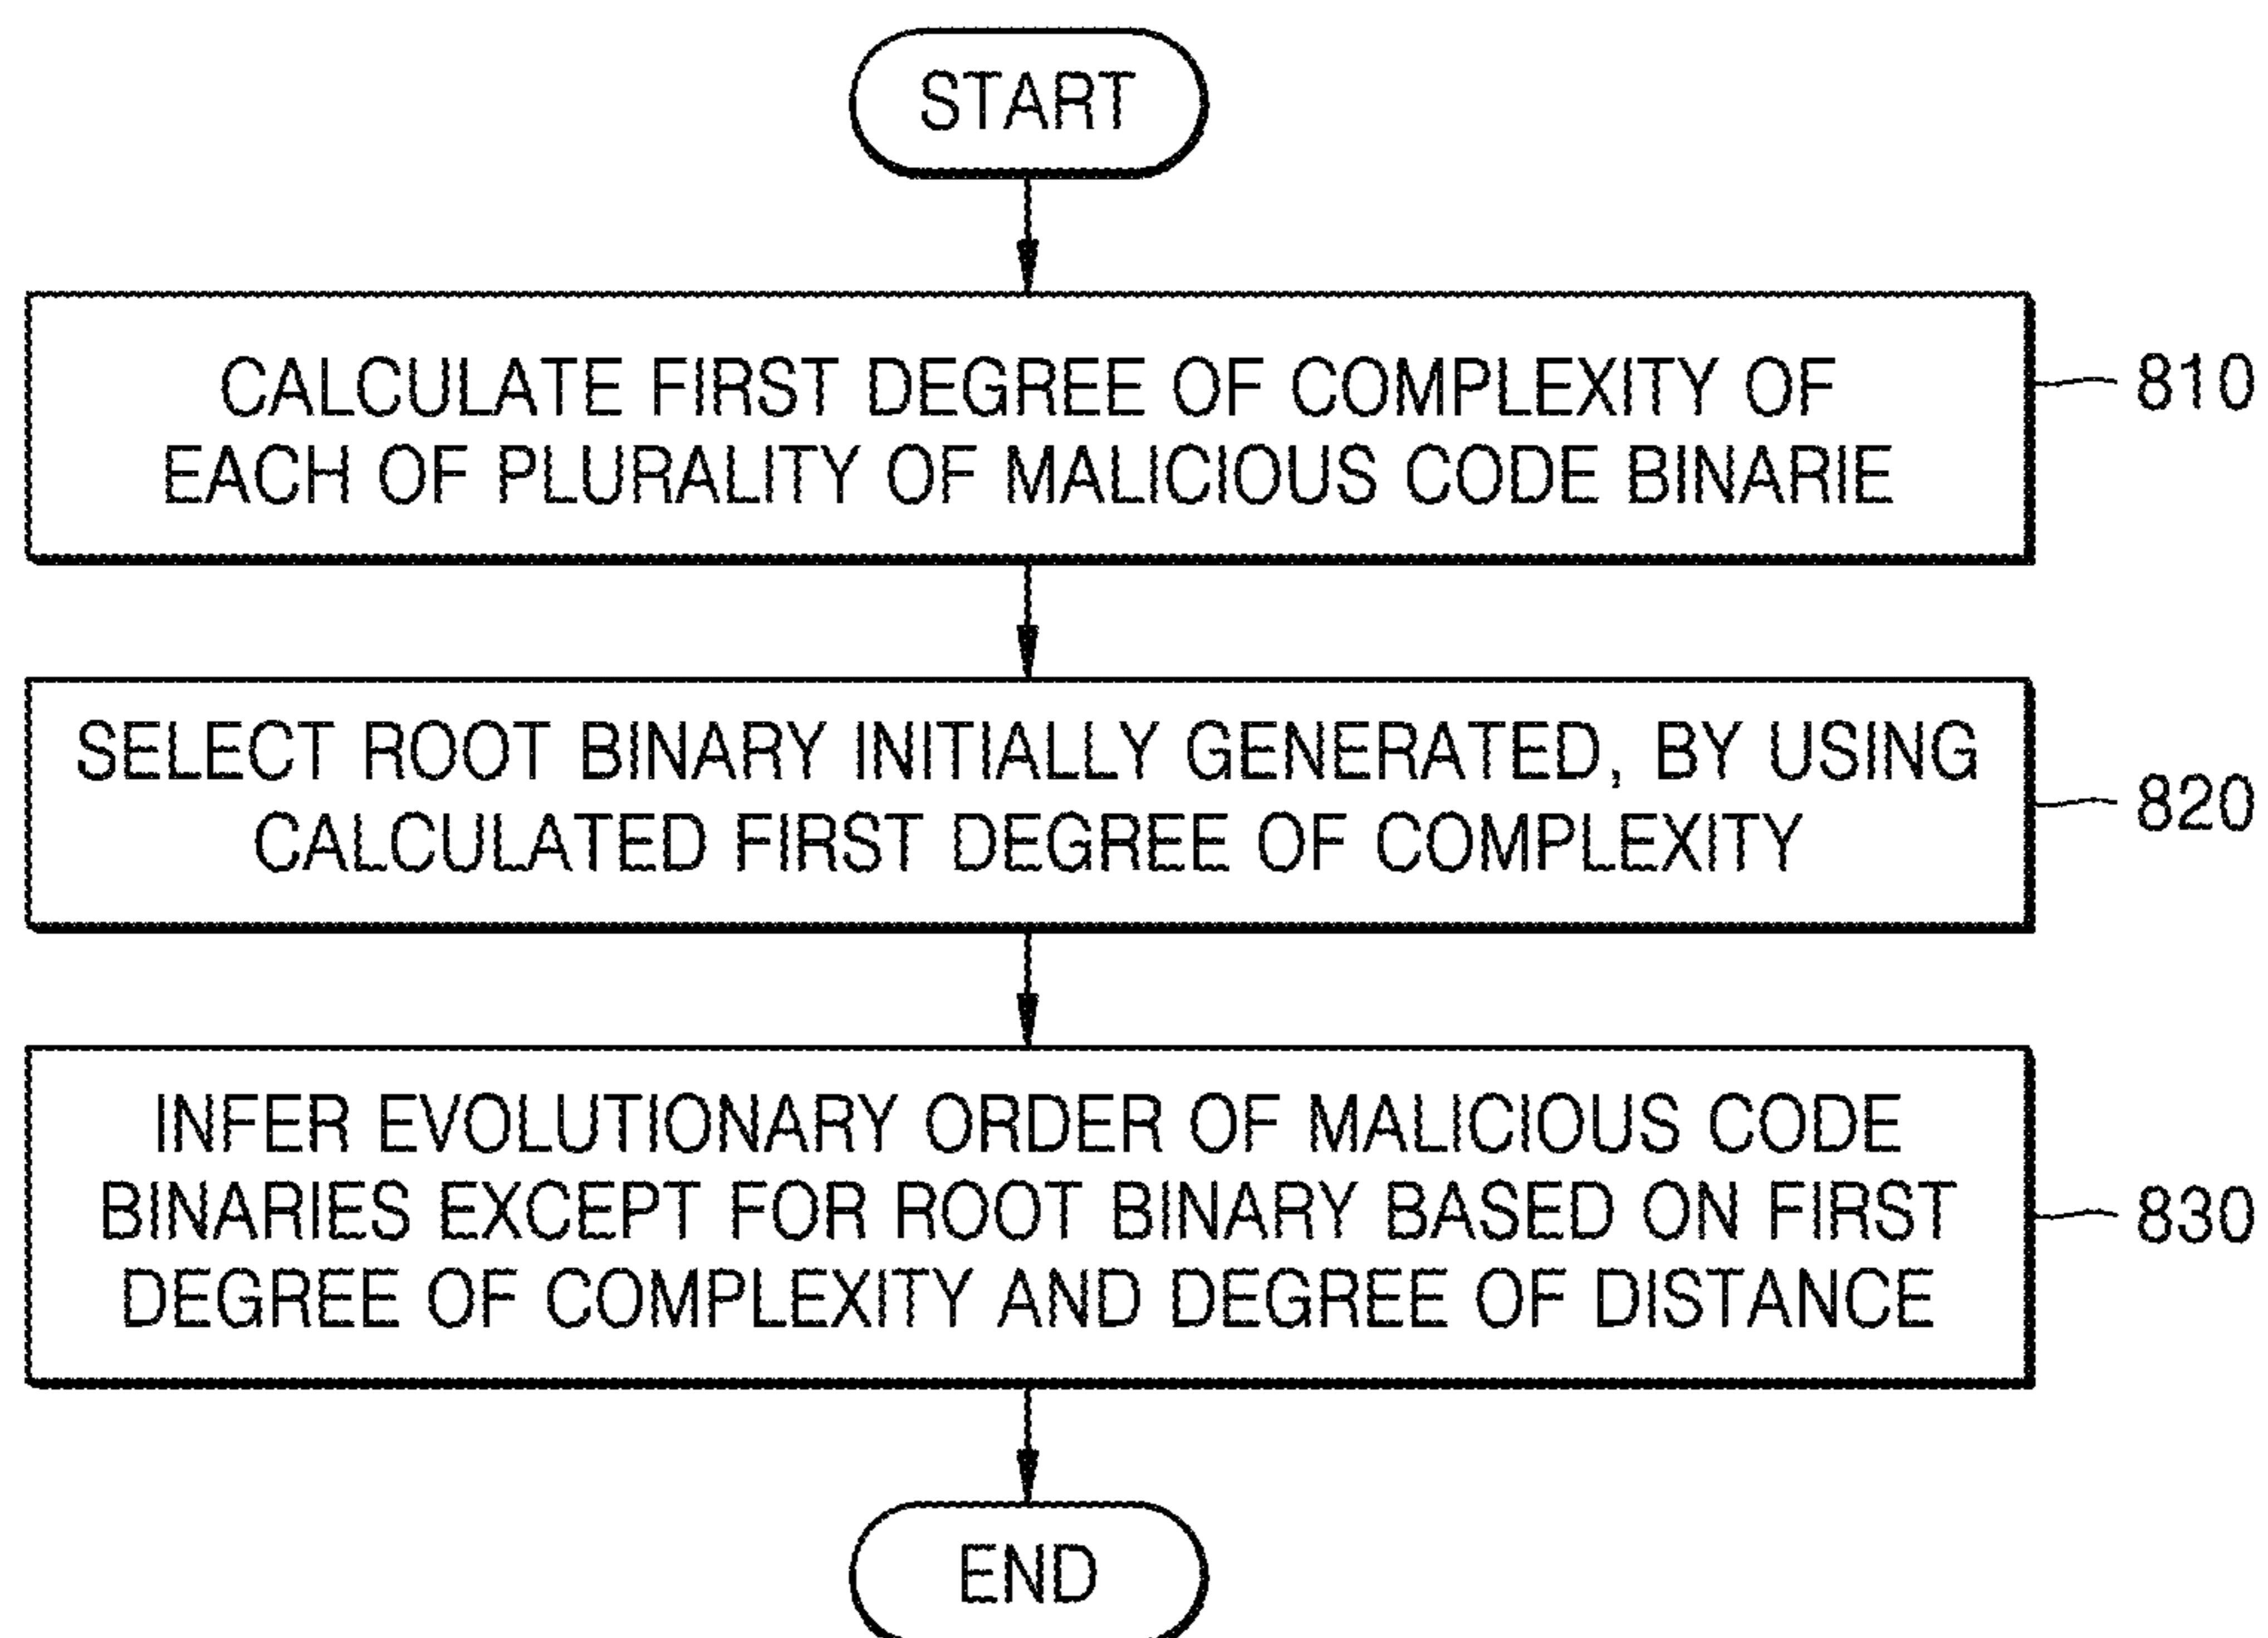 START
CALCULATE FIRST DEGREE OF COMPLEXITY OF
EACH OF PLURALITY OF MALICIOUS CODE BINARIE
810
SELECT ROOT BINARY INITIALLY GENERATED, BY USING
CALCULATED FIRST DEGREE OF COMPLEXITY
820
INFER EVOLUTIONARY ORDER OF MALICIOUS CODE
BINARIES EXCEPT FOR ROOT BINARY BASED ON FIRST
DEGREE OF COMPLEXITY AND DEGREE OF DISTANCE
830
END